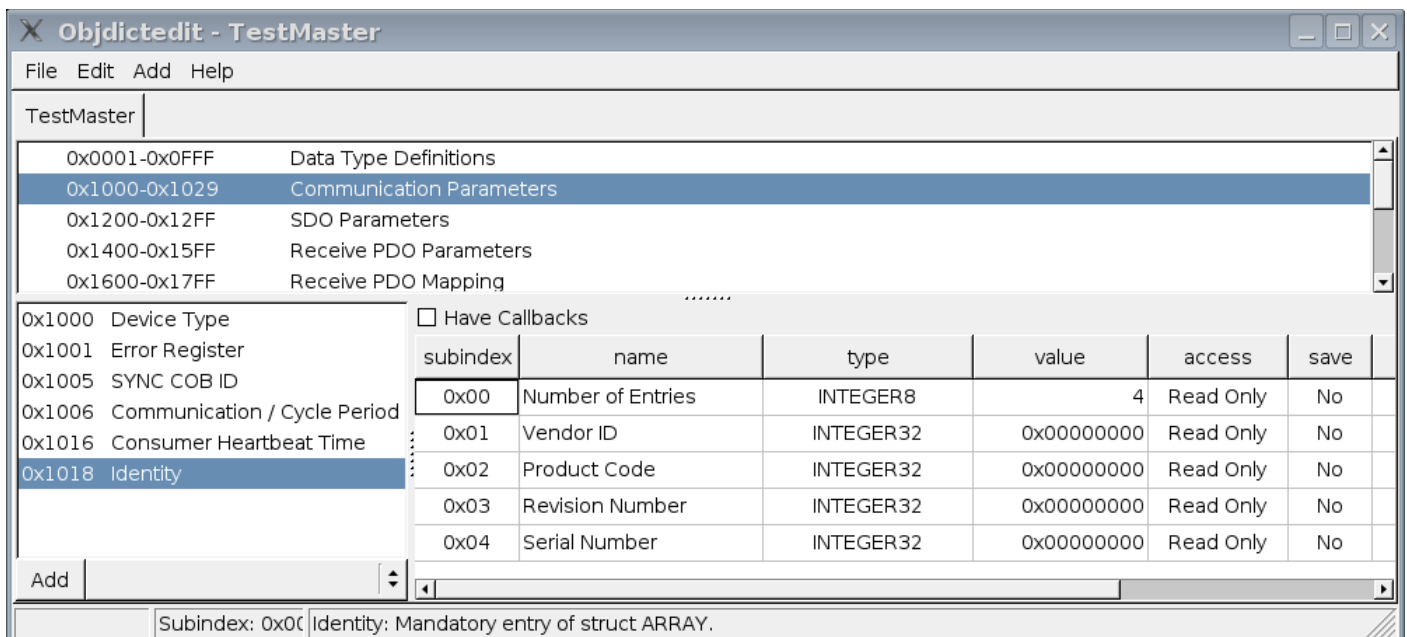 Objdictedit - TestMaster
File Edit Add Help
TestMaster
0x0001-0x0FFF Data Type Definitions
0x1000-0x1029 Communication Parameters
0x1200-0x12FF SDO Parameters
0x1400-0x15FF Receive PDO Parameters
0x1600-0x17FF Receive PDO Mapping
0x1000 Device Type
0x1001 Error Register
0x1005 SYNC COB ID
0x1006 Communication / Cycle Period
0x1016 Consumer Heartbeat Time
0x1018 Identity
Add
Have Callbacks
subindex name type value access save
0x00 Number of Entries INTEGER8 4 Read Only No
0x01 Vendor ID INTEGER32 0x00000000 Read Only No
0x02 Product Code INTEGER32 0x00000000 Read Only No
0x03 Revision Number INTEGER32 0x00000000 Read Only No
0x04 Serial Number INTEGER32 0x00000000 Read Only No
Subindex: 0x00 Identity: Mandatory entry of struct ARRAY.